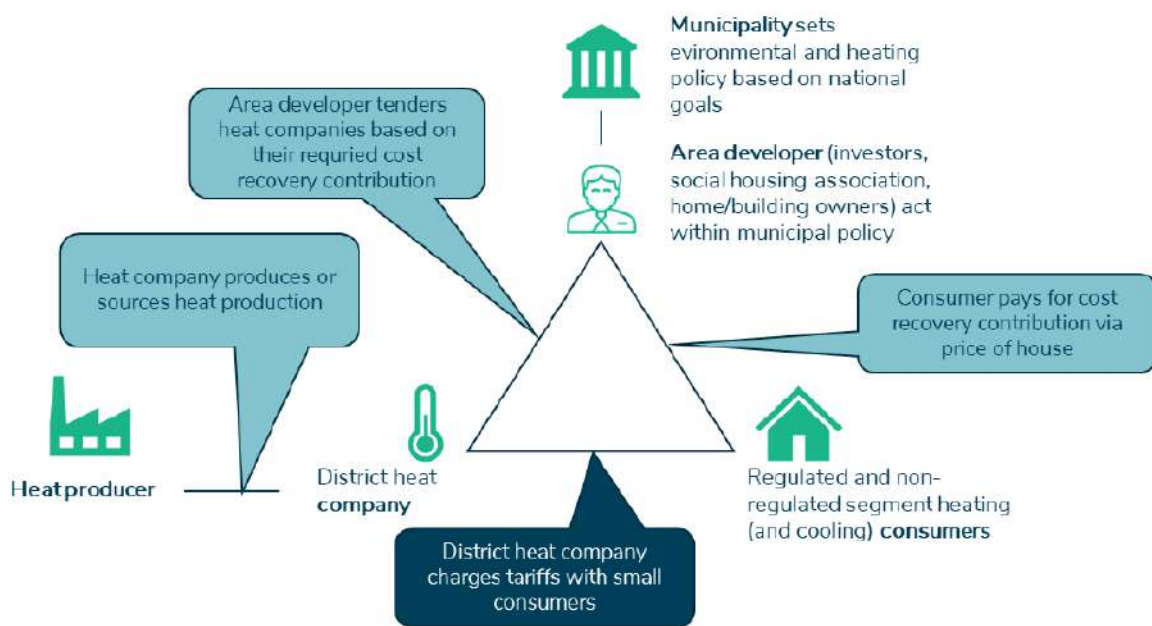 Municipality sets
evironmental and heating
policy based on national
goals
Area developer tenders
heat companies based on
their requried cost
recovery contribution
Area developer (investors,
social housing association,
home/building owners) act
within municipal policy
Heat company produces or
sources heat production
Consumer pays for cost
recovery contribution via
price of house
Heat producer
District heat
company
Regulated and non-
regulated segment heating
(and cooling) consumers
District heat company
charges tariffs with small
consumers